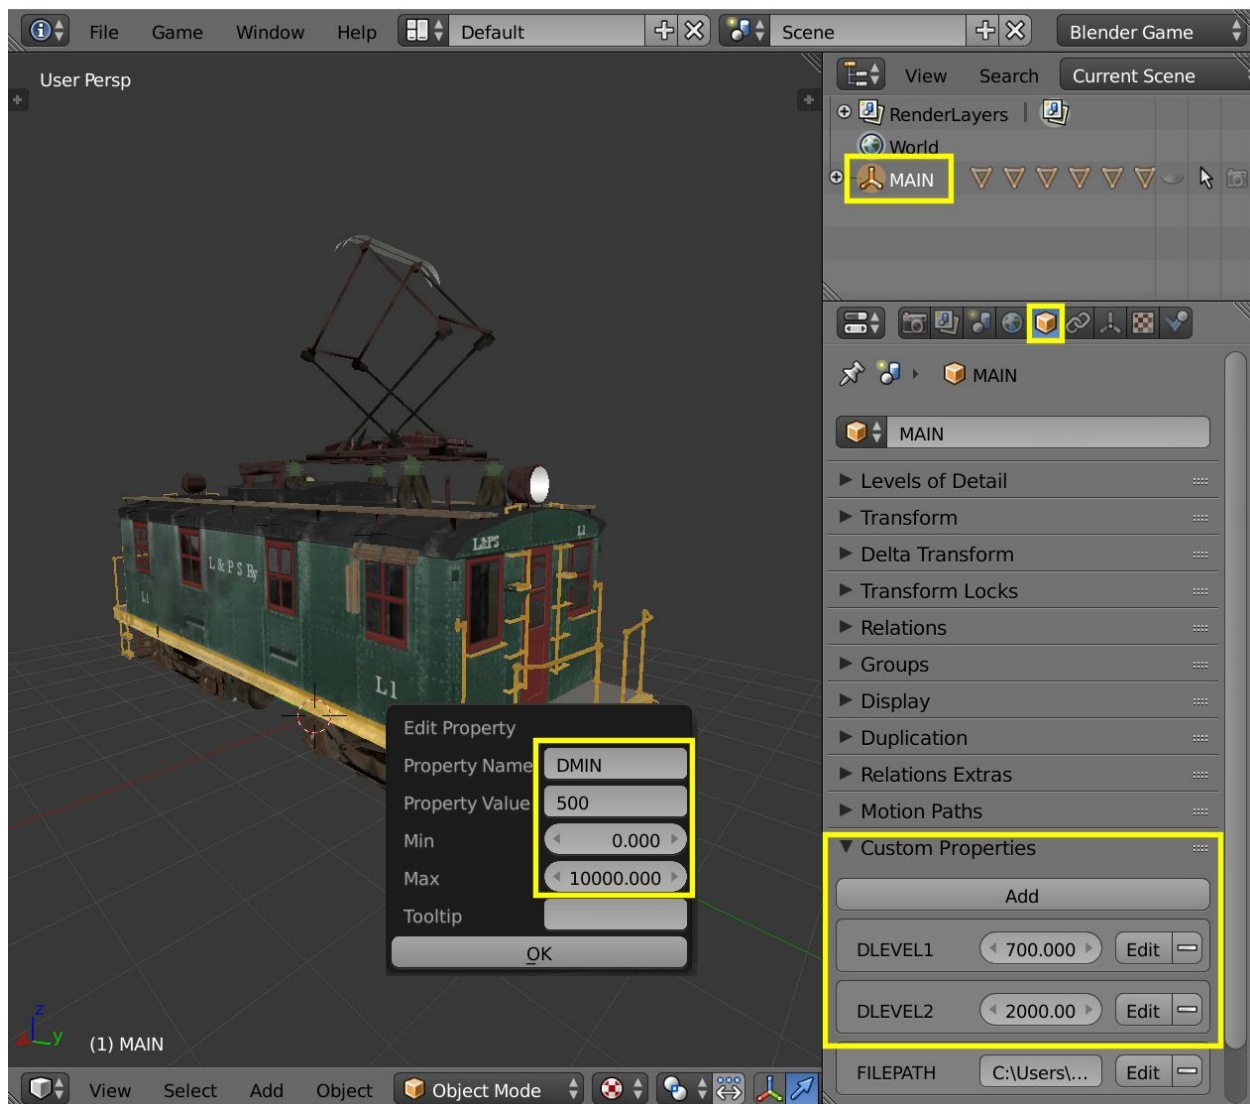 File Game Window Help Default Scene Blender Game
User Persp
View Search Current Scene
RenderLayers
World
MAIN
MAIN
MAIN
Levels of Detail
Transform
Delta Transform
Transform Locks
Relations
Groups
Display
Duplication
Relations Extras
Motion Paths
Custom Properties
Add
DLEVEL1 700.000 Edit
DLEVEL2 2000.00 Edit
FILEPATH C:\Users\... Edit
L & P S Ry
L&PS
L1
L1
L1
Edit Property
Property Name DMIN
Property Value 500
Min 0.000
Max 10000.000
Tooltip
OK
z
x y
(1) MAIN
View Select Add Object Object Mode